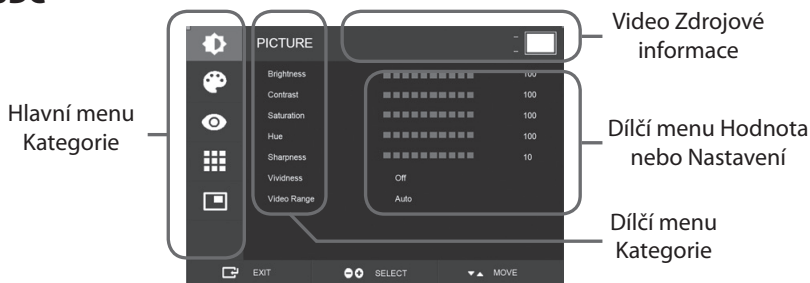 Video Zdrojové
informace
PICTURE
Brightness 100
Contrast 100
Saturation 100
Hue 100
Sharpness 10
Vividness Off
Video Range Auto
EXIT SELECT MOVE
Hlavní menu
Kategorie
Dílčí menu Hodnota
nebo Nastavení
Dílčí menu
Kategorie